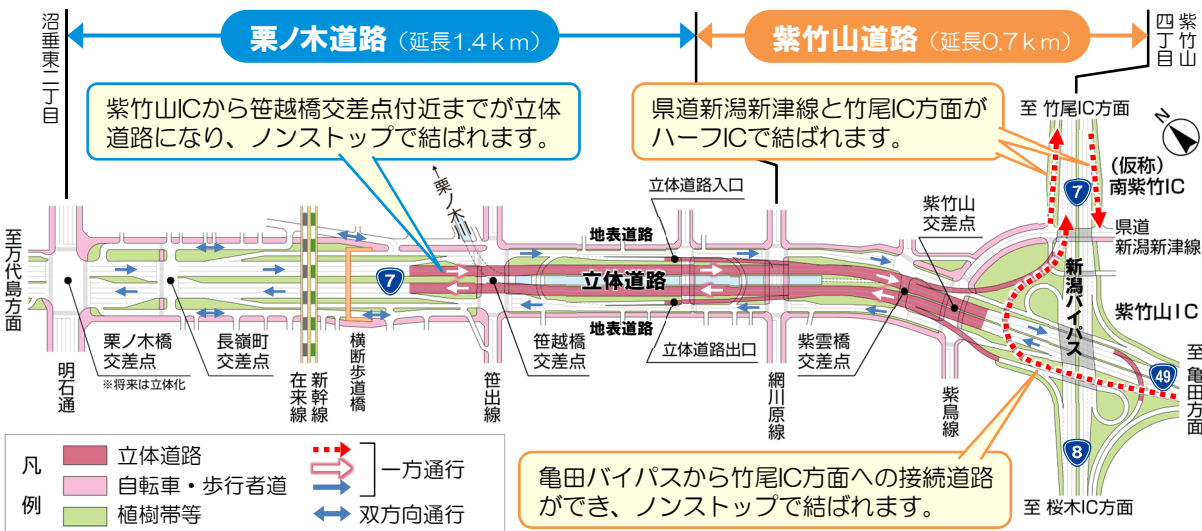 沼垂東二丁目
栗ノ木道路（延長1.4km）
紫竹山道路（延長0.7km）
紫竹山
四丁目
紫竹山ICから笹越橋交差点付近までが立体
道路になり、ノンストップで結ばれます。
県道新潟新津線と竹尾IC方面が
ハーフICで結ばれます。
至 竹尾IC方面
N
(仮称)
南紫竹IC
7
県道
新潟新津線
←栗ノ木川
立体道路入口
紫竹山
交差点
地表道路
至万代島方面
7
立体道路
新潟バイパス
紫竹山IC
地表道路
栗ノ木橋
交差点
※将来は立体化
長嶺町
交差点
笹越橋
交差点
立体道路出口
紫雲橋
交差点
明石通
新幹線
在来線
横断歩道橋
笹出線
網川原線
紫鳥線
49
至 亀田方面
8
至 桜木IC方面
亀田バイパスから竹尾IC方面への接続道路
ができ、ノンストップで結ばれます。
凡例
立体道路
自転車・歩行者道
植樹帯等
一方通行
双方向通行